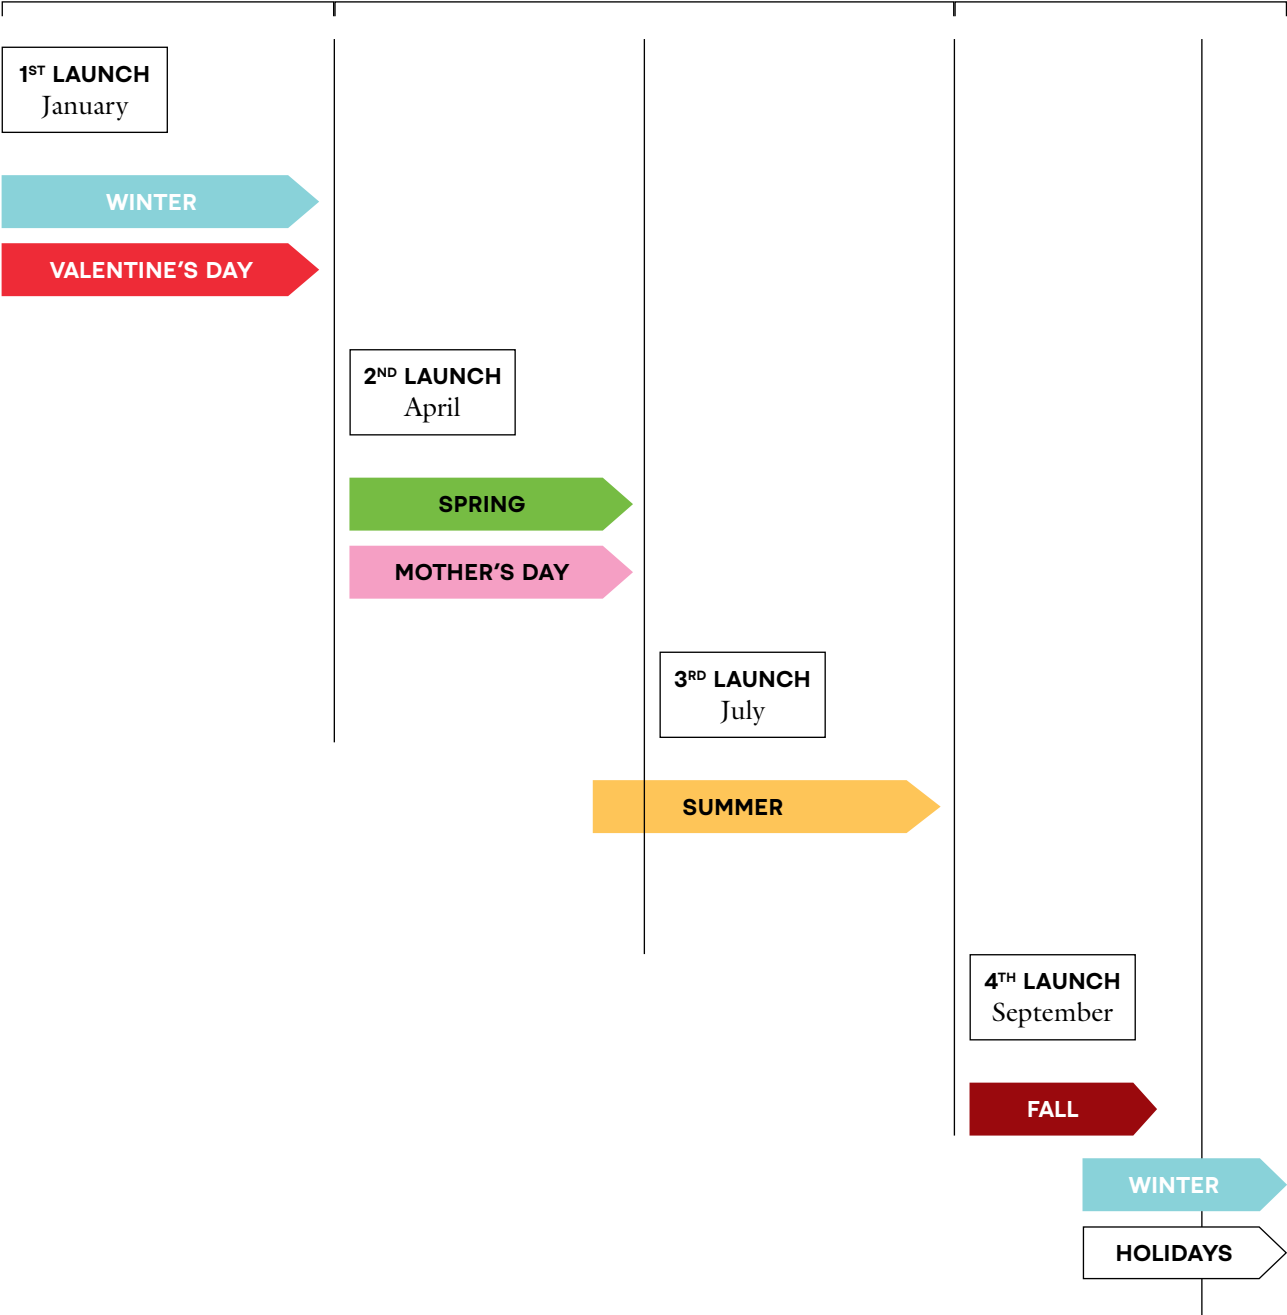 1ST LAUNCH
January
WINTER
VALENTINE’S DAY
2ND LAUNCH
April
SPRING
MOTHER’S DAY
3RD LAUNCH
July
SUMMER
4TH LAUNCH
September
FALL
WINTER
HOLIDAYS